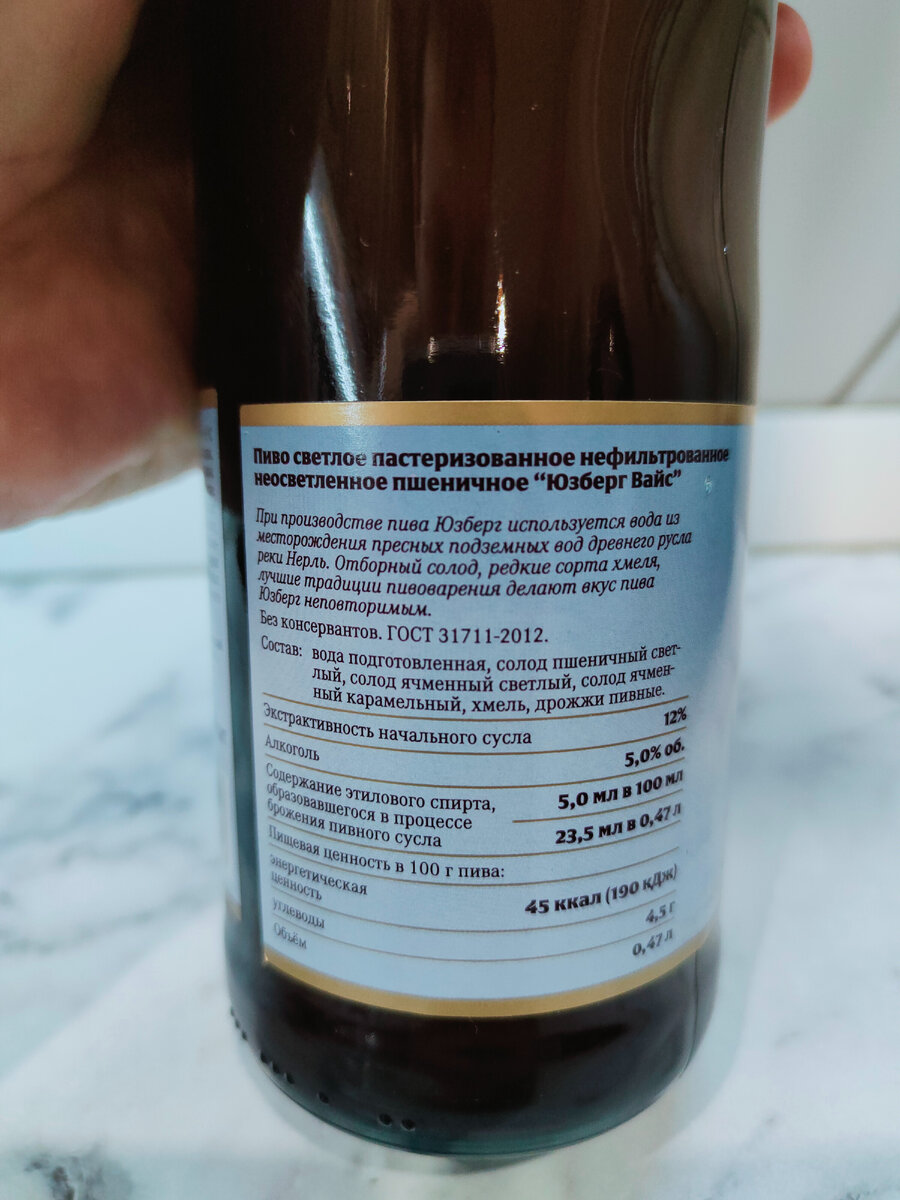 Пиво светлое пастеризованное нефильтрованное
неосветленное пшеничное “Юзберг Вайс”
При производстве пива Юзберг используется вода из
месторождения пресных подземных вод древнего русла
реки Нерль. Отборный солод, редкие сорта хмеля,
лучшие традиции пивоварения делают вкус пива
Юзберг неповторимым.
Без консервантов. ГОСТ 31711-2012.
Состав: вода подготовленная, солод пшеничный свет-
лый, солод ячменный светлый, солод ячмен-
ный карамельный, хмель, дрожжи пивные.
Экстрактивность начального сусла 12%
Алкоголь 5,0% об.
Содержание этилового спирта,
образовавшегося в процессе
брожения пивного сусла
5,0 мл в 100 мл
23,5 мл в 0,47 л
Пищевая ценность в 100 г пива:
энергетическая
ценность
45 ккал (190 кДж)
углеводы 4,5 г
Объём 0,47 л